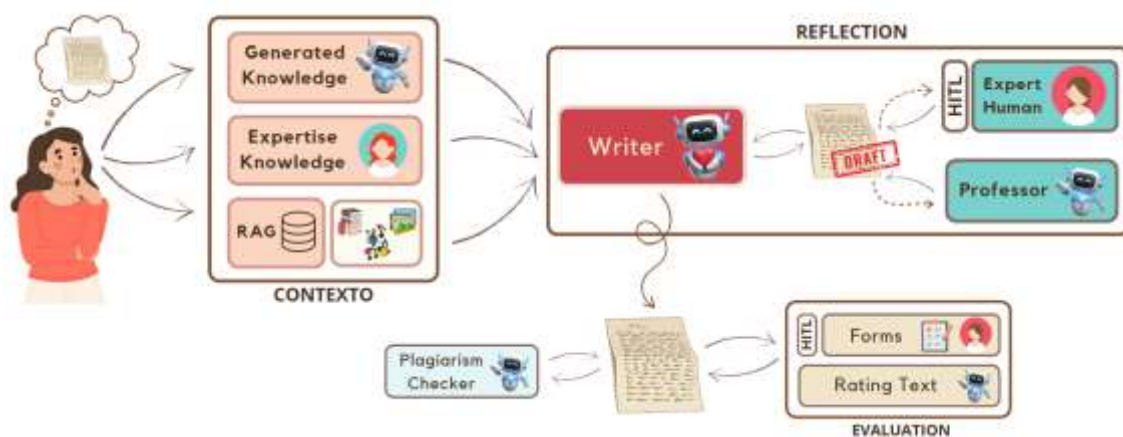 REFLECTION
Generated
Knowledge
Expertise
Knowledge
RAG
CONTEXTO
Writer
DRAFT
HITL
Expert
Human
Professor
Plagiarism
Checker
HITL
Forms
Rating Text
EVALUATION